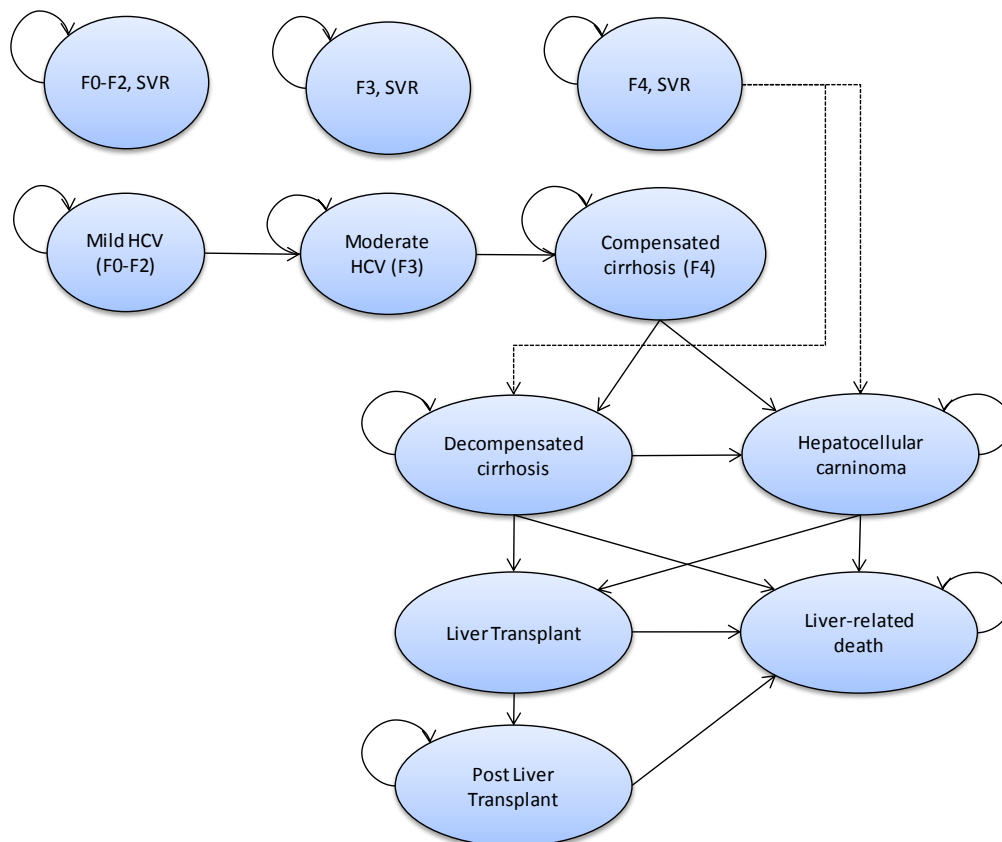 F0-F2, SVR
F3, SVR
F4, SVR
Mild HCV
(F0-F2)
Moderate
HCV (F3)
Compensated
cirrhosis (F4)
Decompensated
cirrhosis
Hepatocellular
carninoma
Liver Transplant
Liver-related
death
Post Liver
Transplant